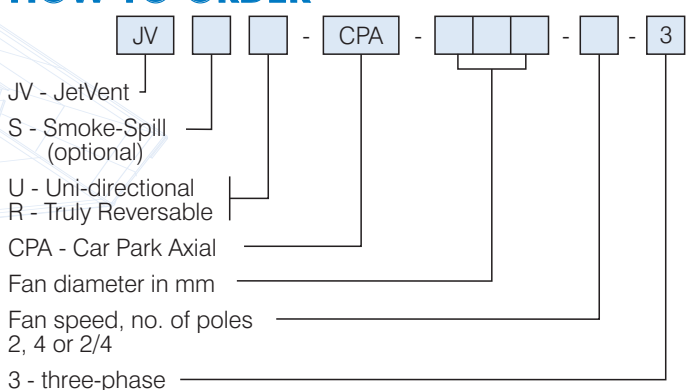 HOW TO ORDER
JV - CPA - - - 3
JV - JetVent
S - Smoke-Spill
(optional)
U - Uni-directional
R - Truly Reversable
CPA - Car Park Axial
Fan diameter in mm
Fan speed, no. of poles
2, 4 or 2/4
3 - three-phase